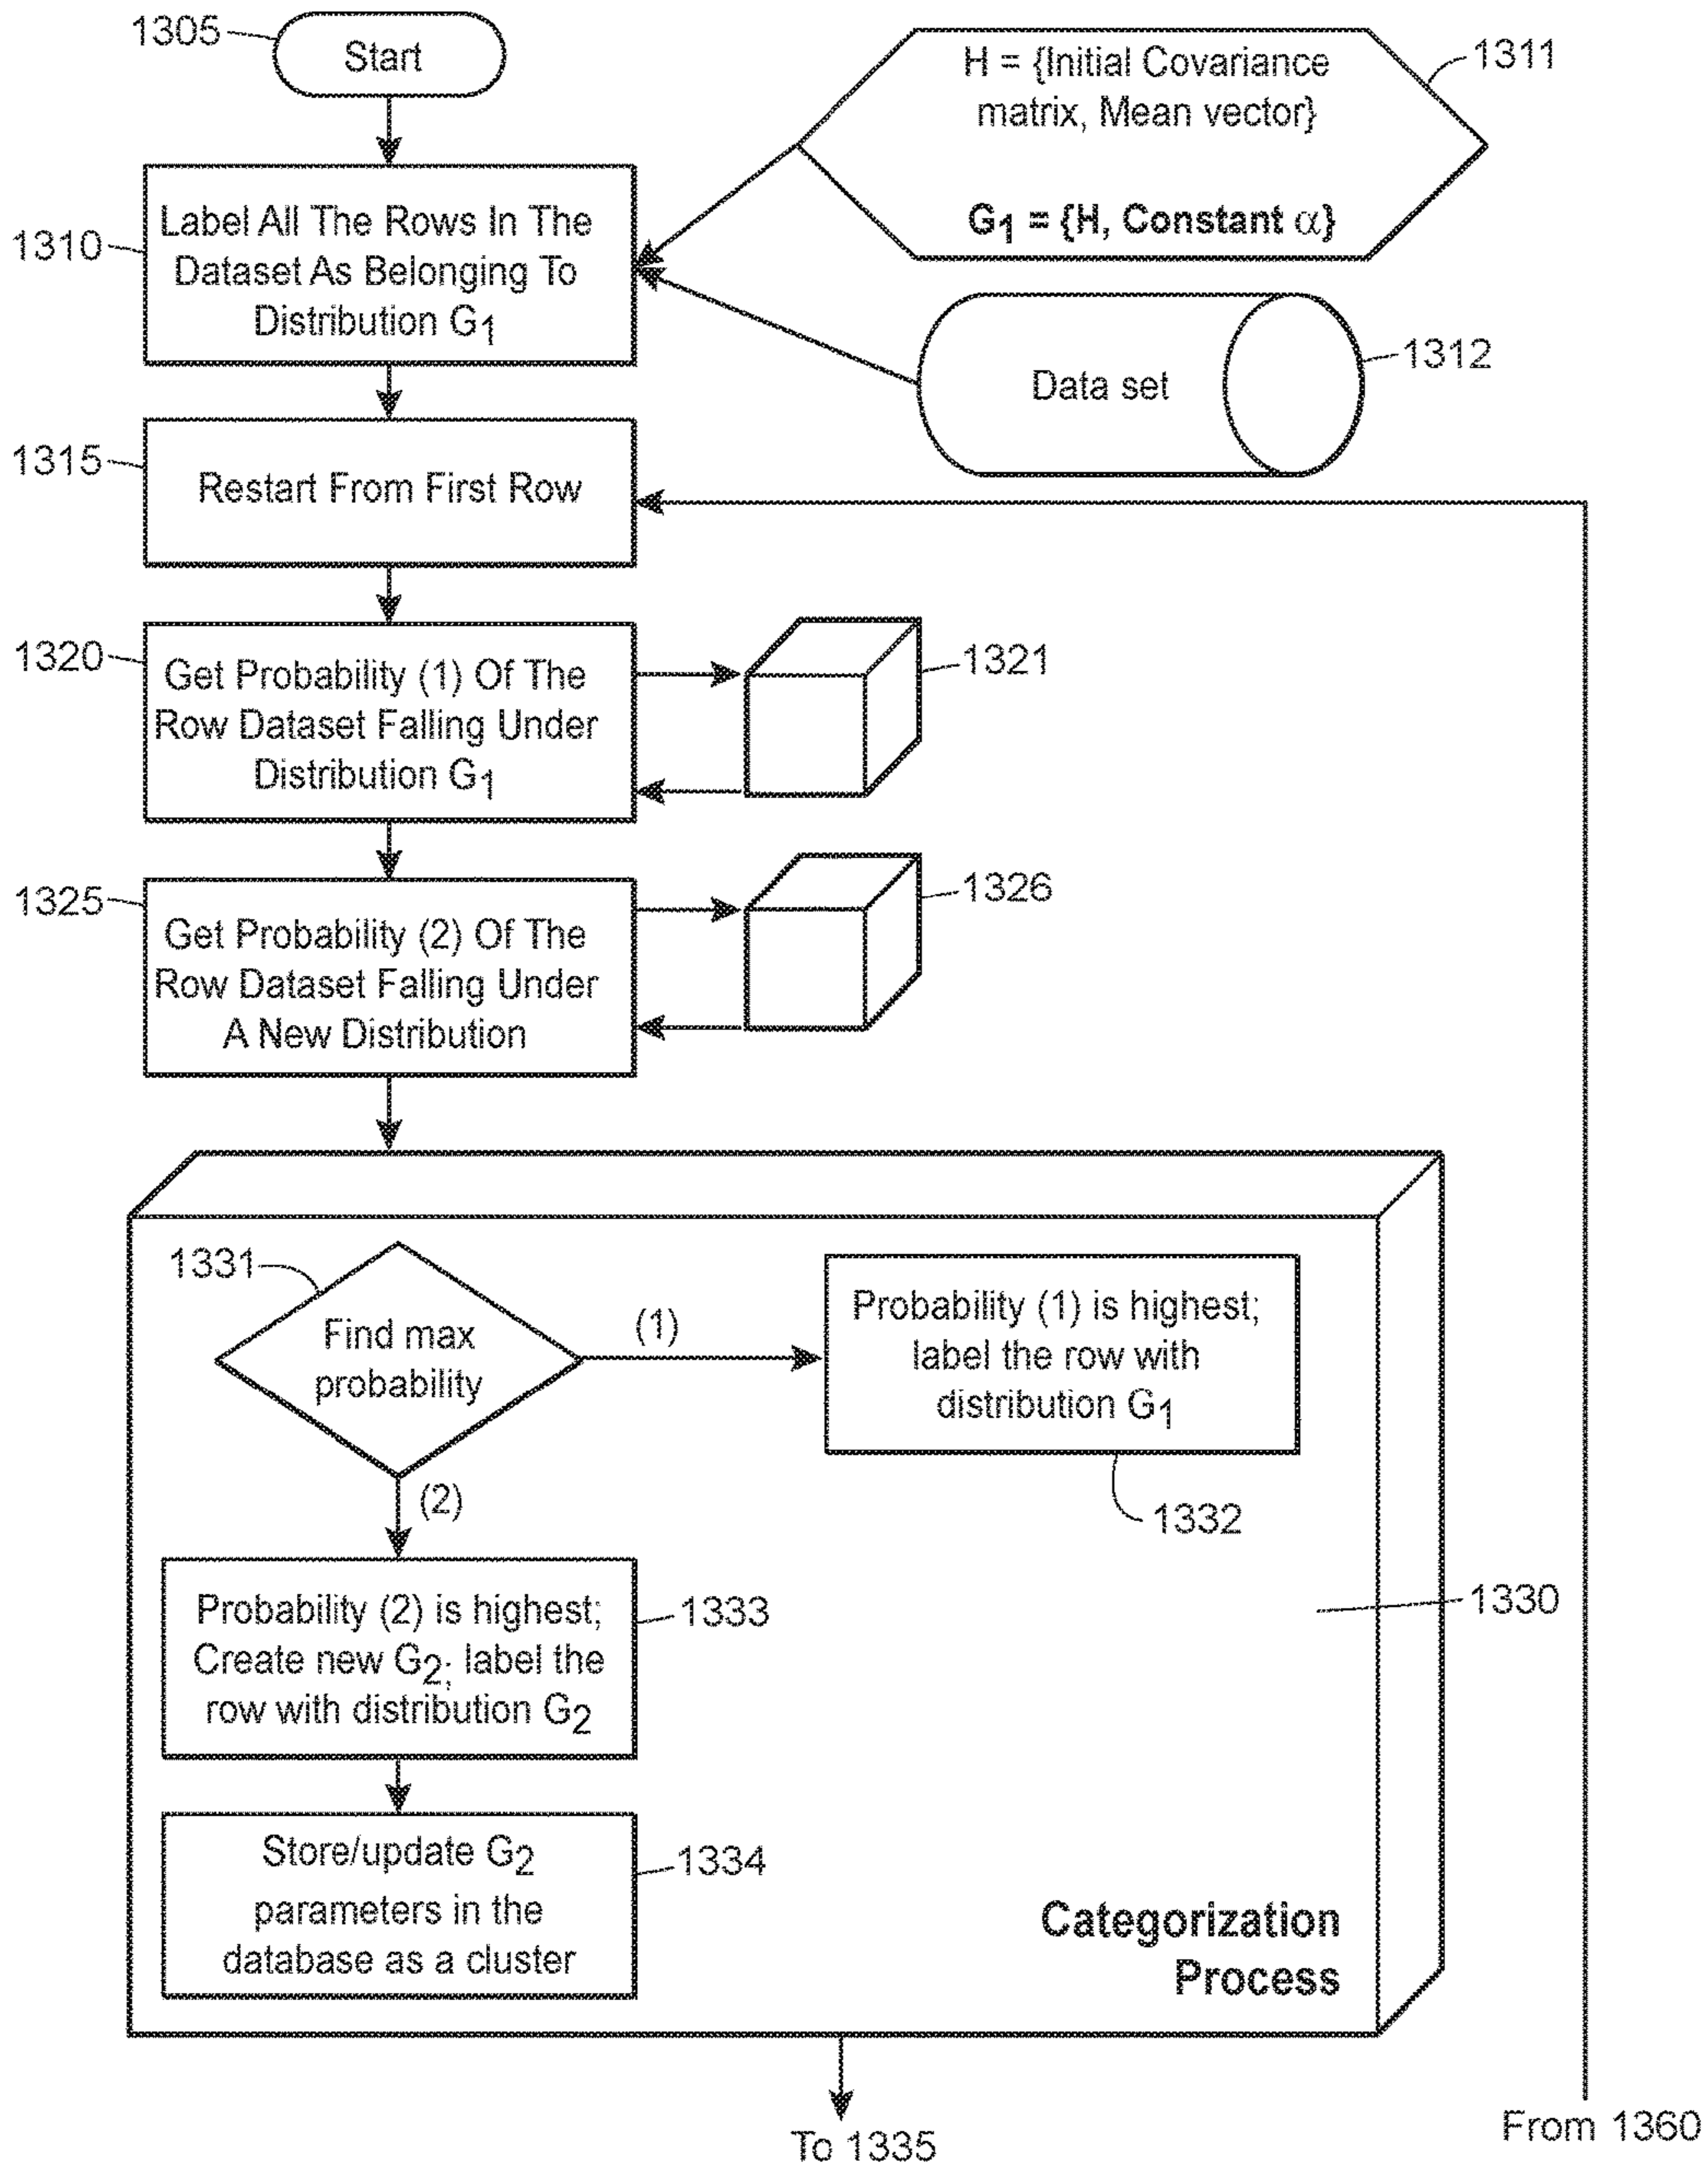 1305
Start
H = {Initial Covariance
matrix, Mean vector}
G1 = {H, Constant α}
1311
1310
Label All The Rows In The
Dataset As Belonging To
Distribution G1
Data set
1312
1315
Restart From First Row
1320
Get Probability (1) Of The
Row Dataset Falling Under
Distribution G1
1321
1325
Get Probability (2) Of The
Row Dataset Falling Under
A New Distribution
1326
1331
Find max
probability
(1)
Probability (1) is highest;
label the row with
distribution G1
1332
(2)
Probability (2) is highest;
Create new G2; label the
row with distribution G2
1333
1330
Store/update G2
parameters in the
database as a cluster
1334
Categorization
Process
To 1335
From 1360